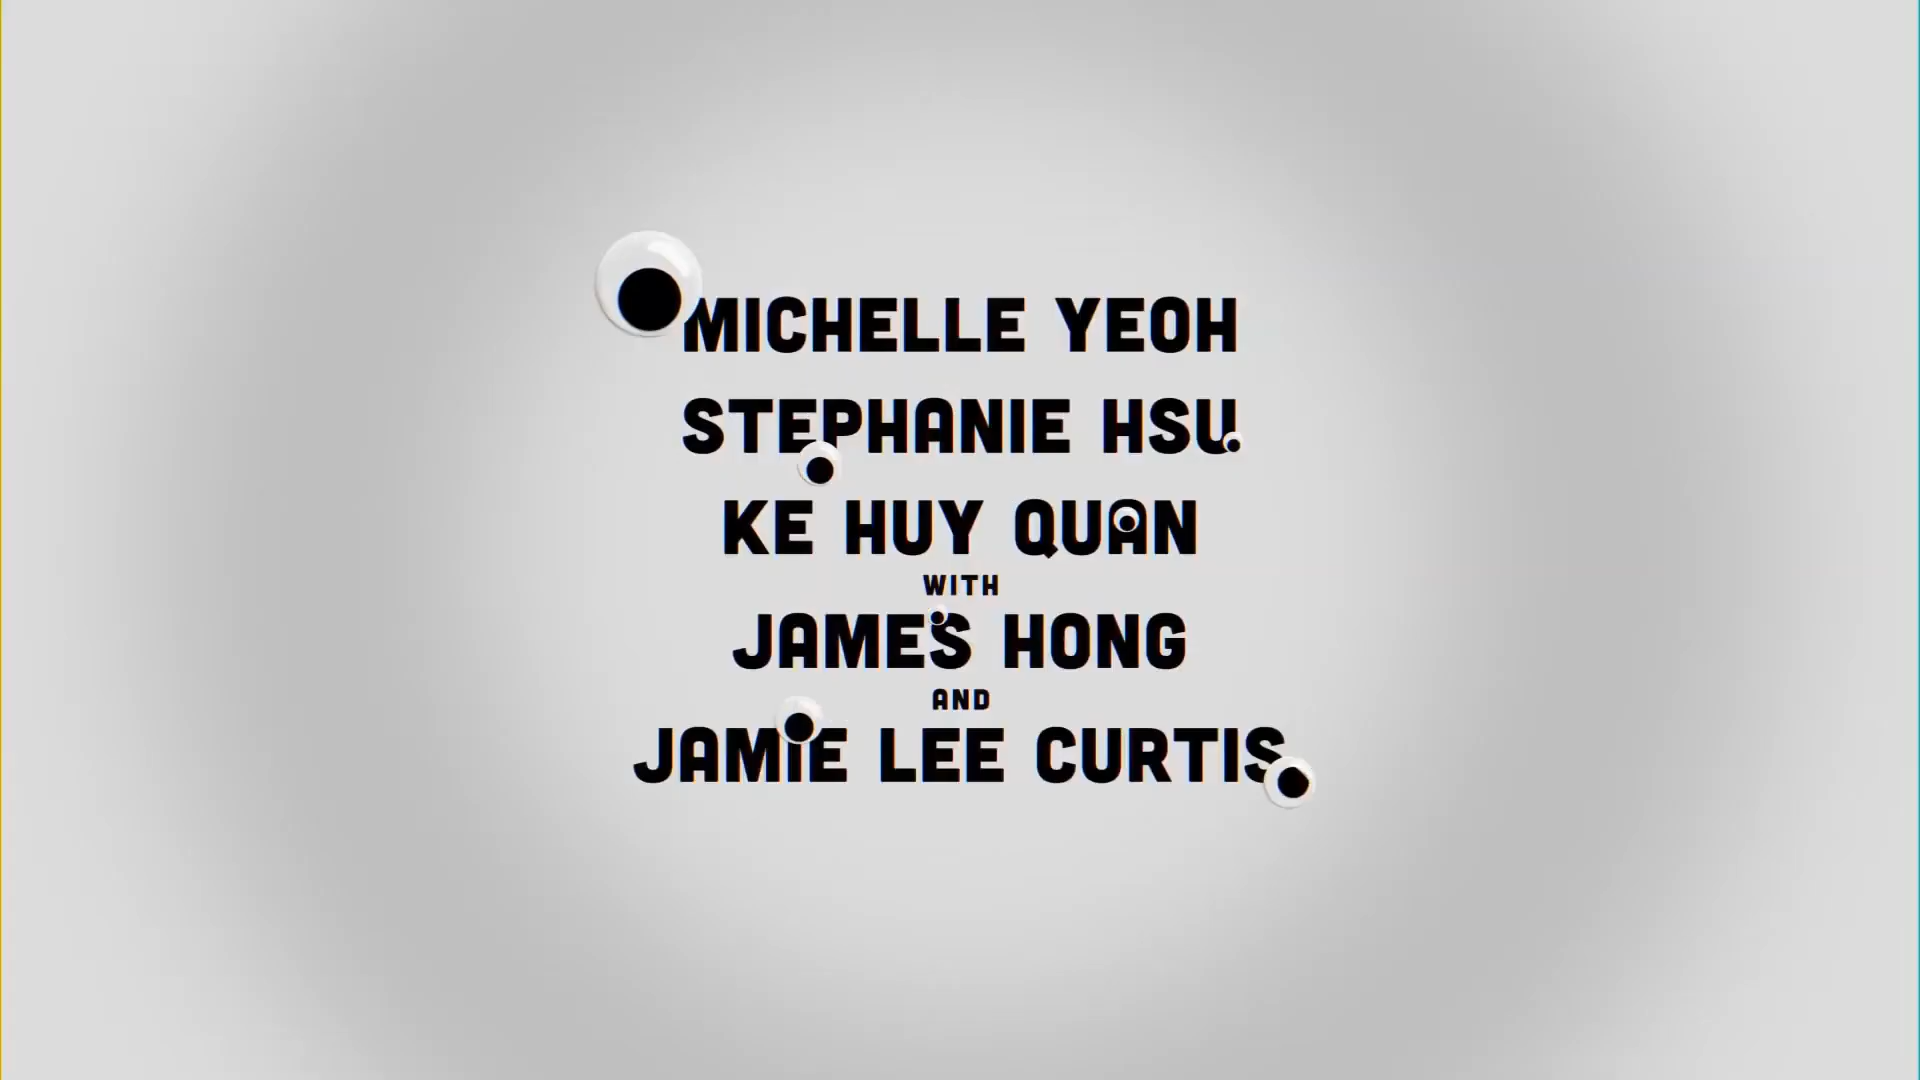 MICHELLE YEOH
STEPHANIE HSU
KE HUY QUAN
WITH
JAMES HONG
AND
JAMIE LEE CURTIS